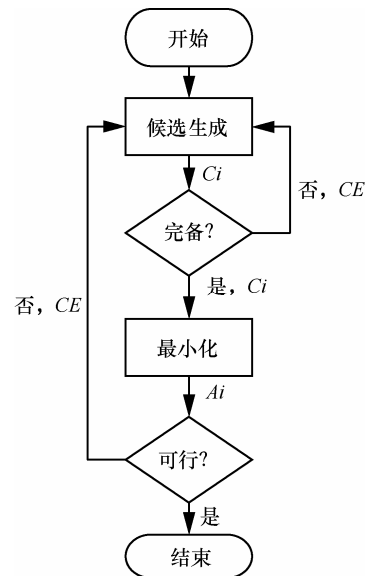 开始
候选生成
Ci
否，CE
完备？
是，Ci
否，CE
最小化
Ai
可行？
是
结束